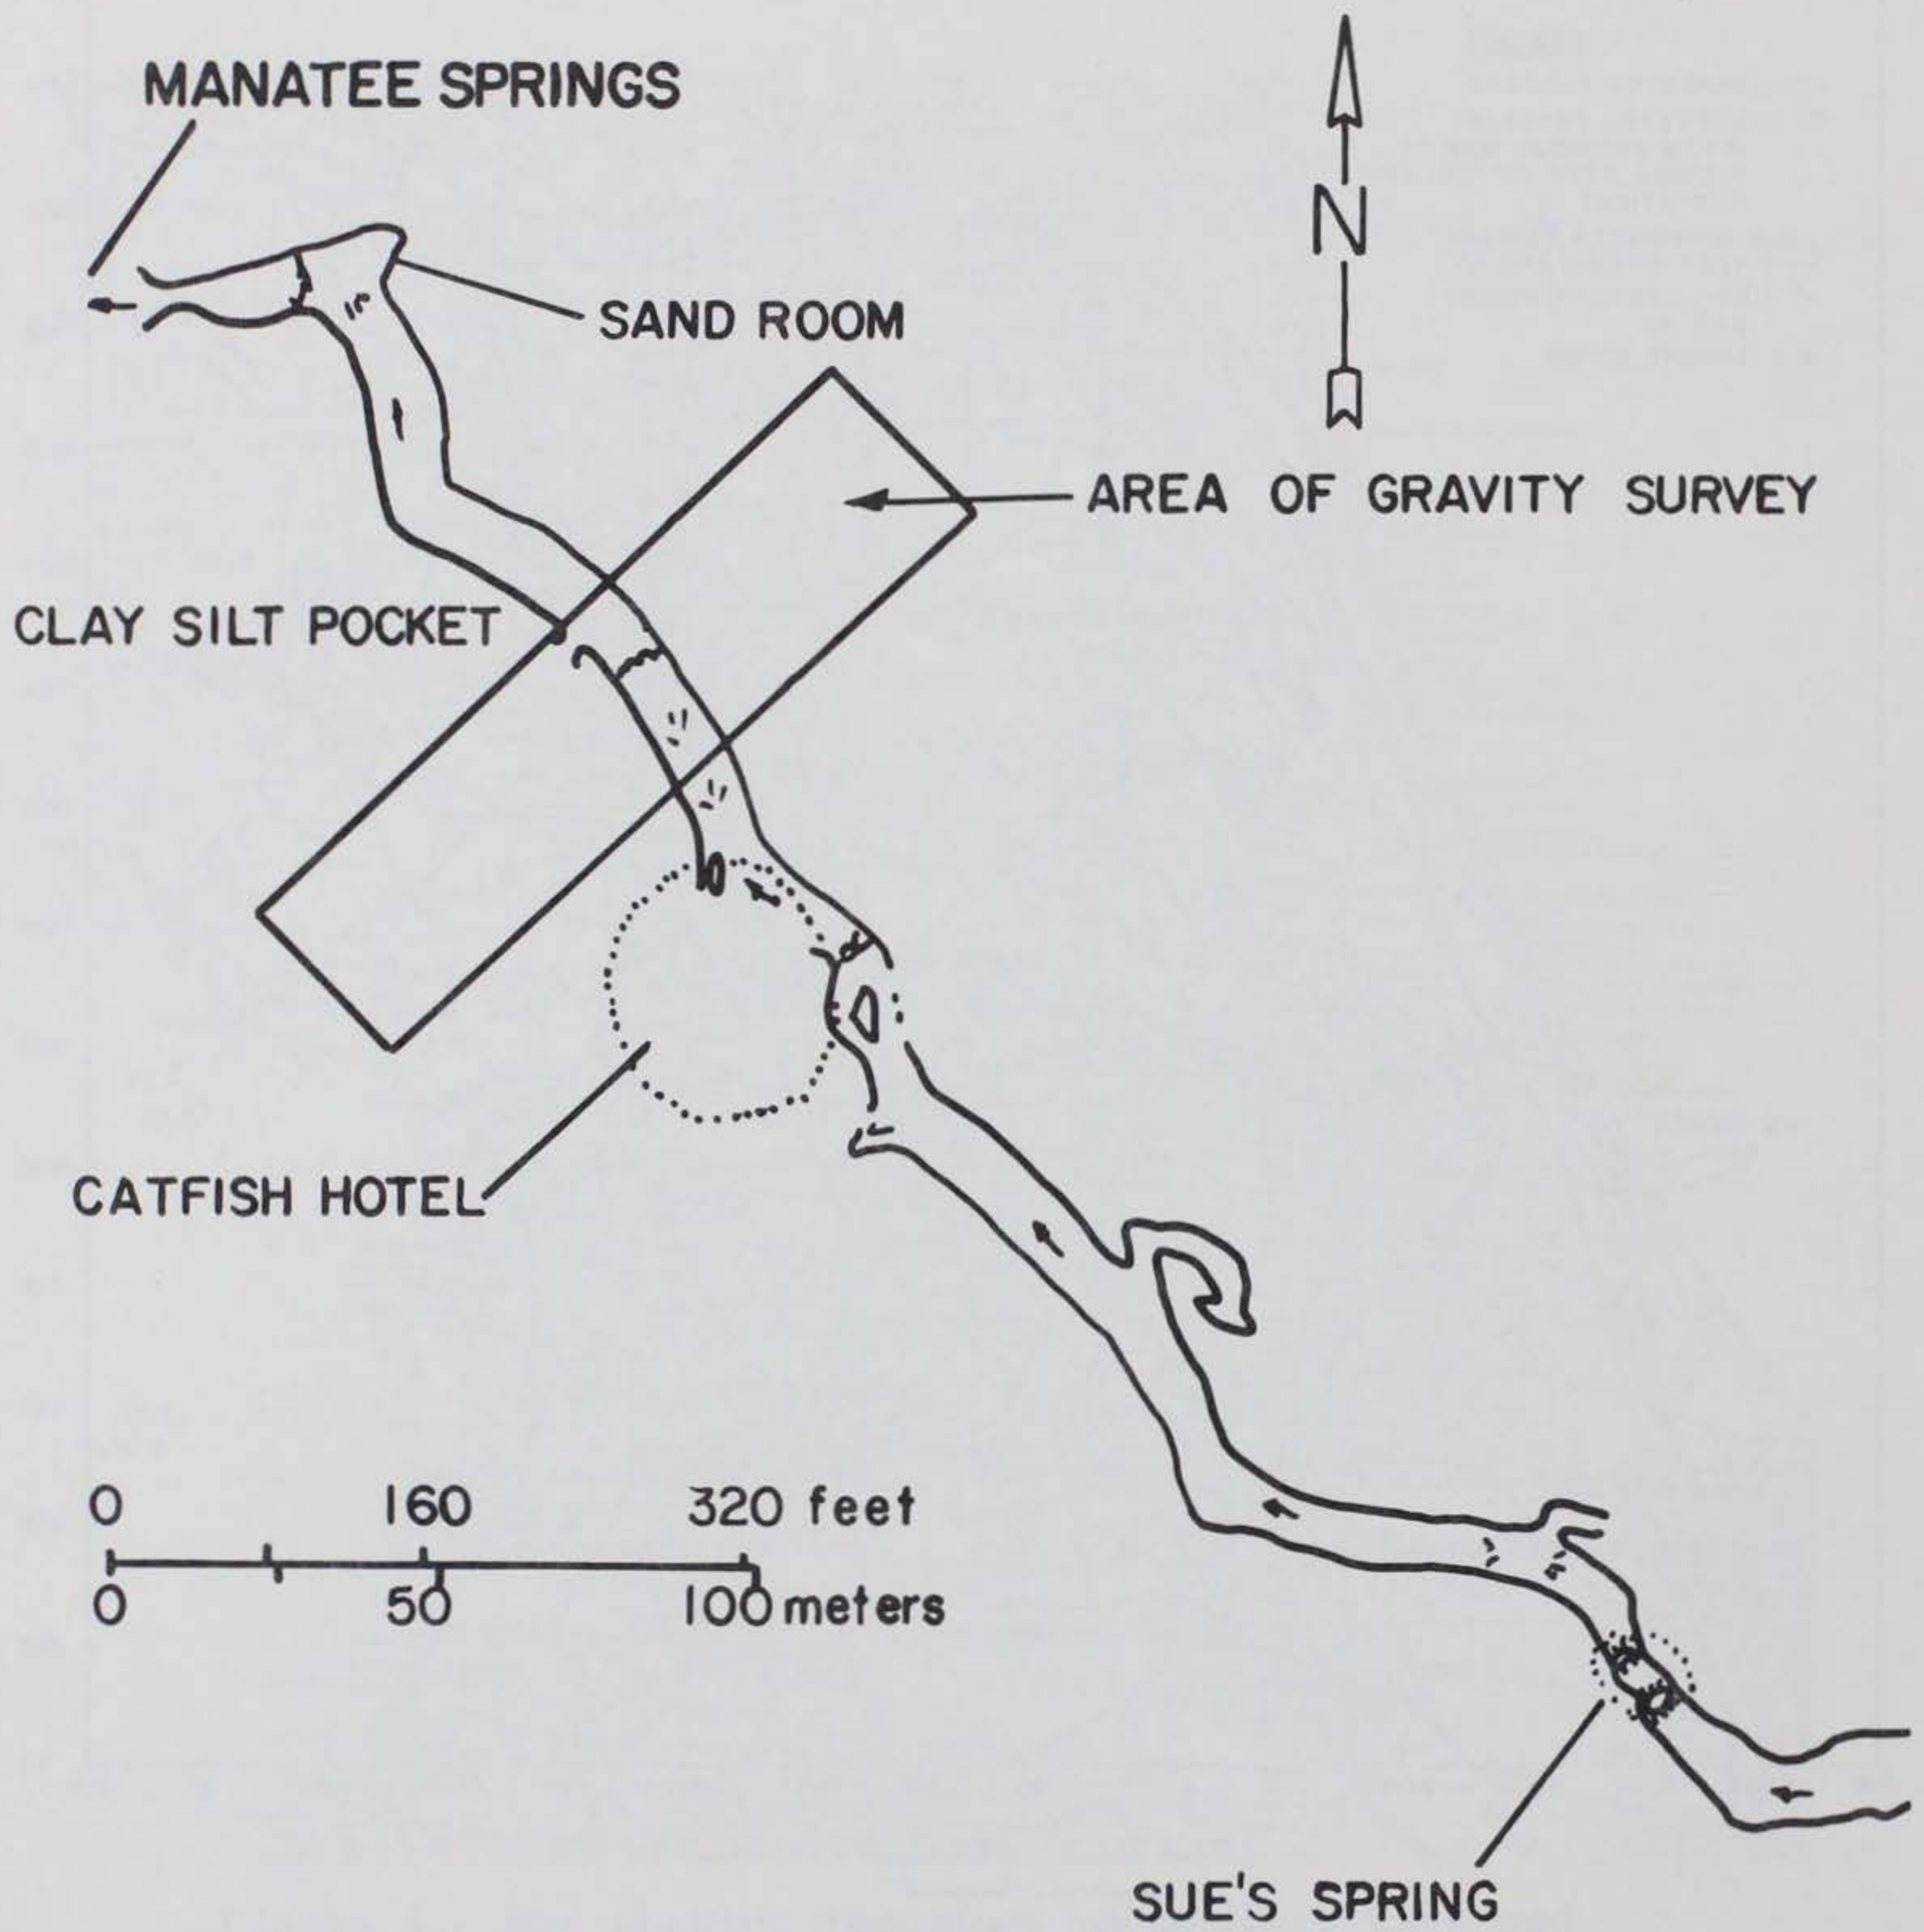 MANATEE SPRINGS
N
SAND ROOM
AREA OF GRAVITY SURVEY
CLAY SILT POCKET
CATFISH HOTEL
0 160 320 feet
0 50 100 meters
SUE'S SPRING